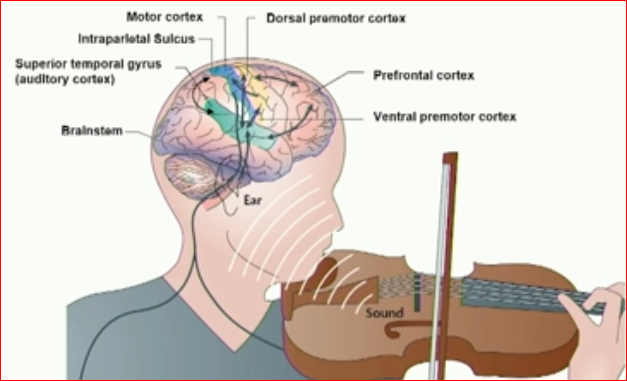 Motor cortex
Dorsal premotor cortex
Intraparietal Sulcus
Superior temporal gyrus
(auditory cortex)
Prefrontal cortex
Ventral premotor cortex
Brainstem
Ear
Sound